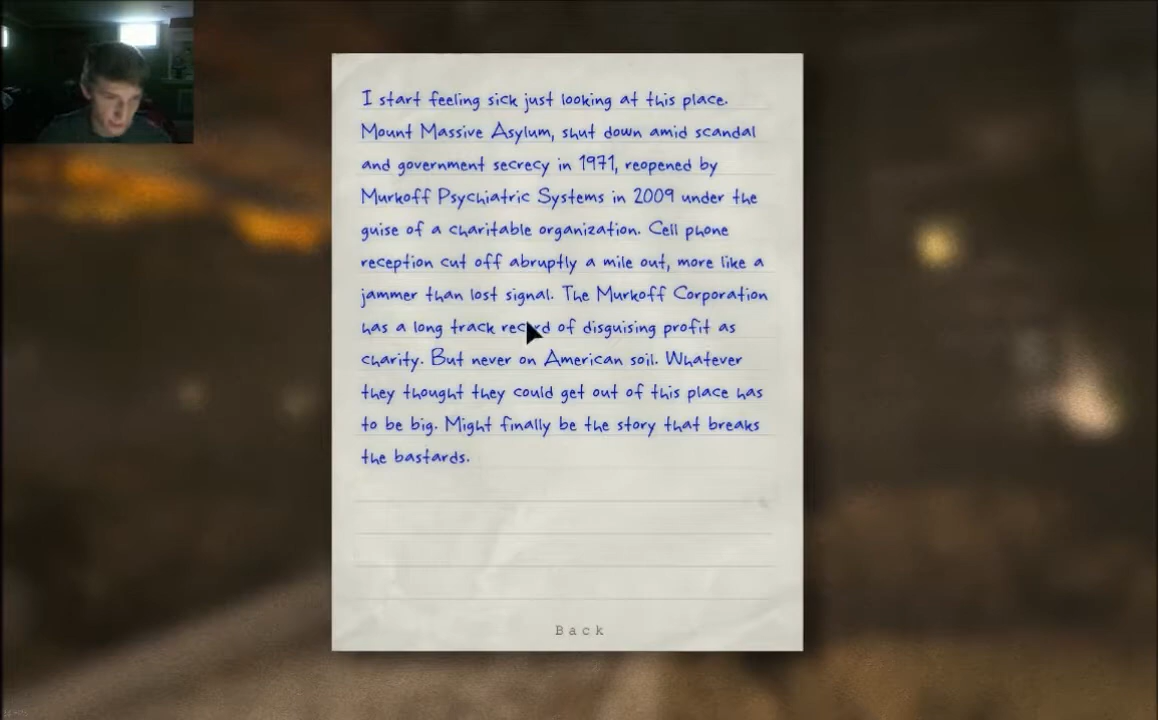 I start feeling sick just looking at this place.
Mount Massive Asylum, shut down amid scandal
and government secrecy in 1971, reopened by
Murkoff Psychiatric Systems in 2009 under the
guise of a charitable organization. Cell phone
reception cut off abruptly a mile out, more like a
jammer than lost signal. The Murkoff Corporation
has a long track record of disguising profit as
charity. But never on American soil. Whatever
they thought they could get out of this place has
to be big. Might finally be the story that breaks
the bastards.
Back